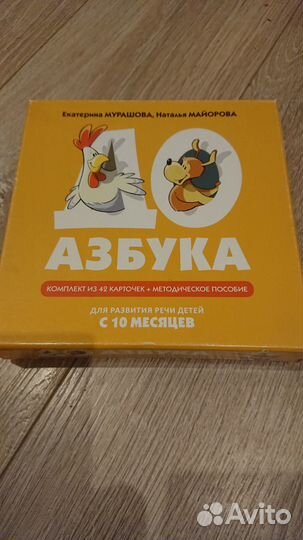 Екатерина МУРАШОВА, Наталья МАЙОРОВА
ДО
АЗБУКА
КОМПЛЕКТ ИЗ 42 КАРТОЧЕК + МЕТОДИЧЕСКОЕ ПОСОБИЕ
ДЛЯ РАЗВИТИЯ РЕЧИ ДЕТЕЙ
С 10 МЕСЯЦЕВ
Avito